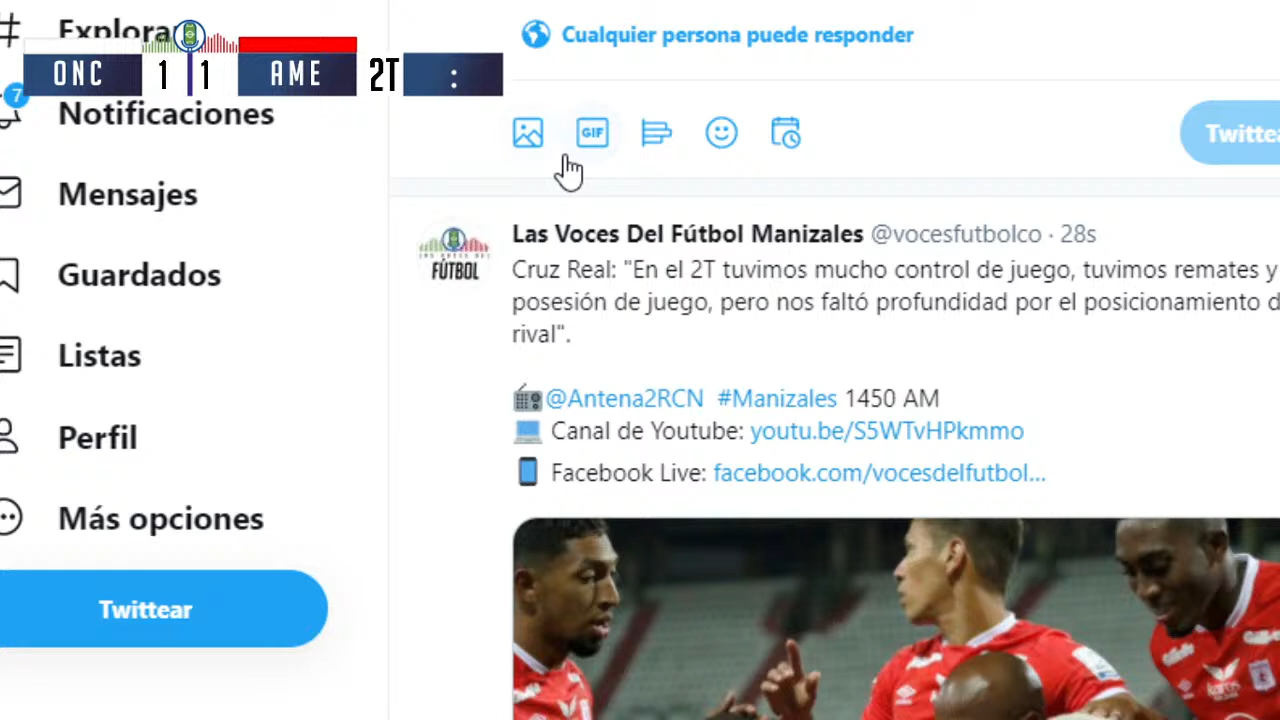 Explorar
ONC 1 1 AME 2T :
7
Notificaciones
Mensajes
Guardados
Listas
Perfil
Más opciones
Twittear
Cualquier persona puede responder
GIF
Twittea
Las Voces Del Fútbol Manizales @vocesfutbolco · 28s
Cruz Real: "En el 2T tuvimos mucho control de juego, tuvimos remates y
posesión de juego, pero nos faltó profundidad por el posicionamiento d
rival".
@Antena2RCN #Manizales 1450 AM
Canal de Youtube: youtu.be/S5WTvHPkmmo
Facebook Live: facebook.com/vocesdelfutbol...
FÚTBOL